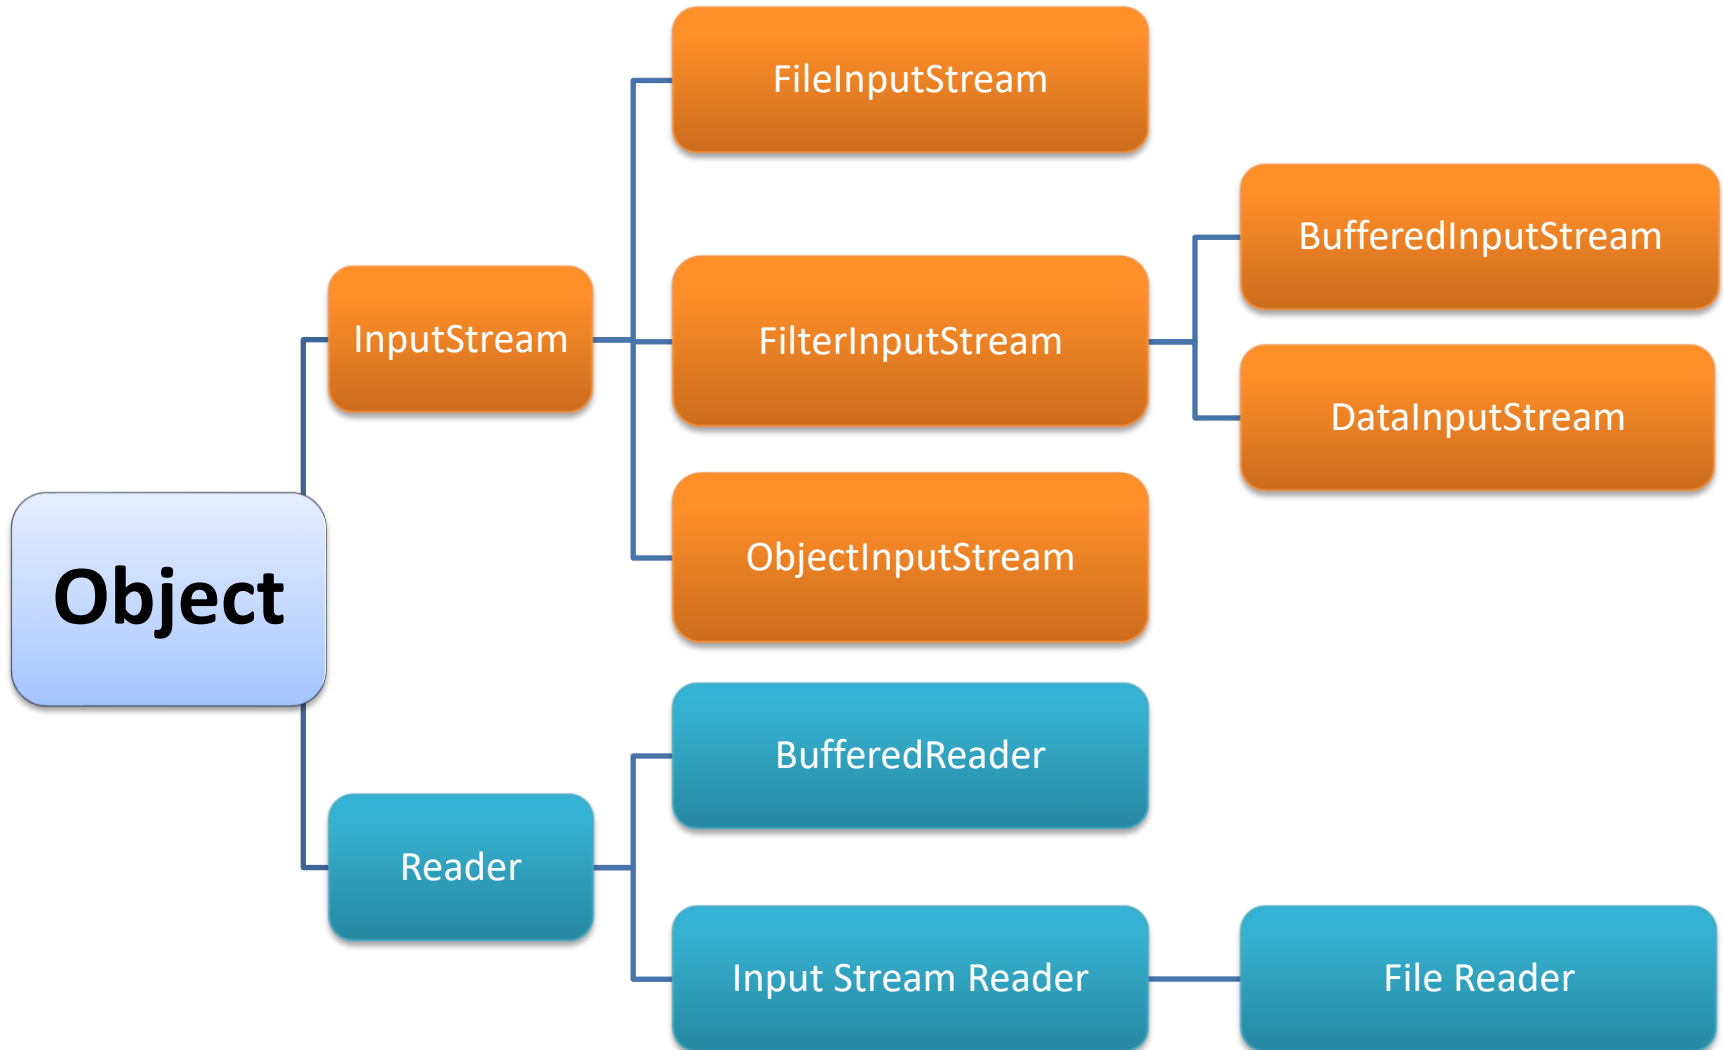 FileInputStream
BufferedInputStream
InputStream
FilterInputStream
DataInputStream
ObjectInputStream
Object
BufferedReader
Reader
Input Stream Reader
File Reader